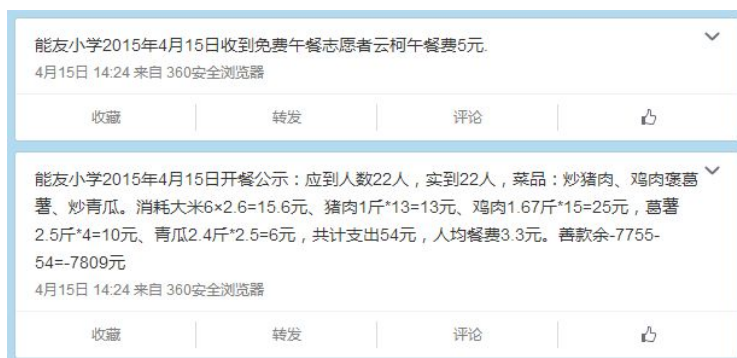 能友小学2015年4月15日收到免费午餐志愿者云柯午餐费5元.
4月15日 14:24 来自 360安全浏览器
收藏 转发 评论
能友小学2015年4月15日开餐公示：应到人数22人，实到22人，菜品：炒猪肉、鸡肉褒葛
薯、炒青瓜。消耗大米6×2.6=15.6元、猪肉1斤*13=13元、鸡肉1.67斤*15=25元，葛薯
2.5斤*4=10元、青瓜2.4斤*2.5=6元，共计支出54元，人均餐费3.3元。善款余-7755-
54=-7809元
4月15日 14:24 来自 360安全浏览器
收藏 转发 评论